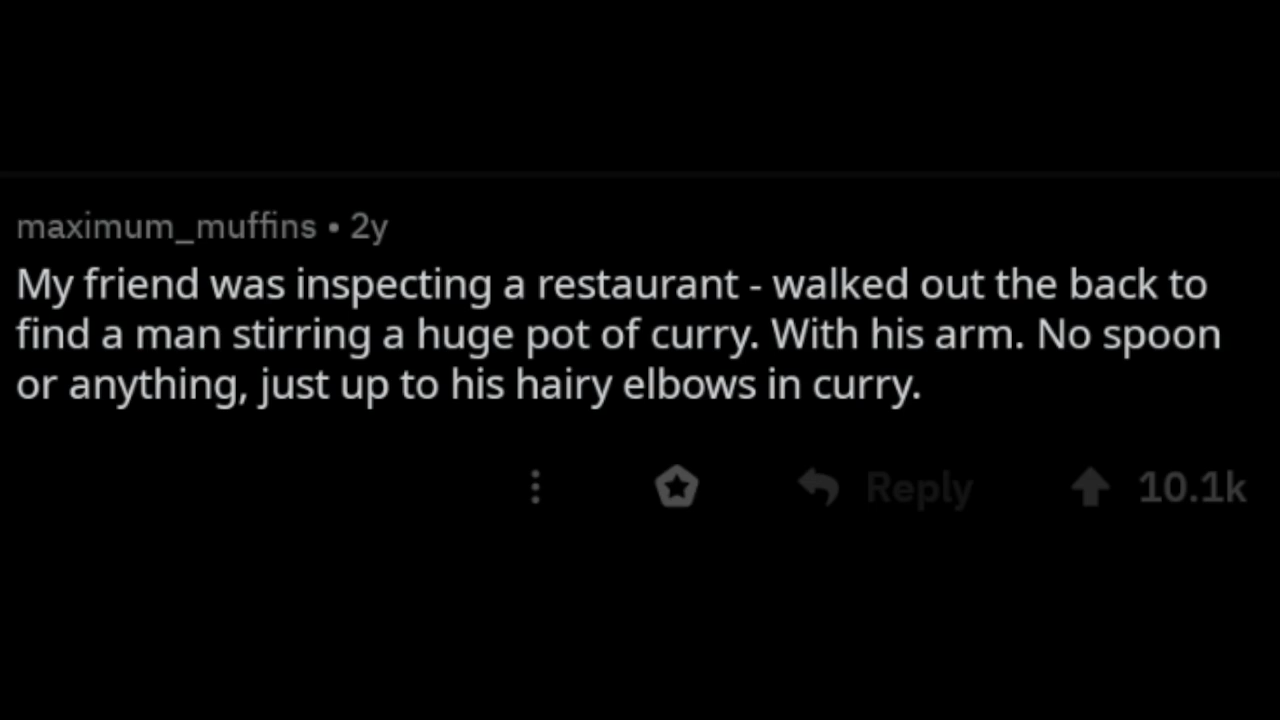 maximum_muffins • 2y
My friend was inspecting a restaurant - walked out the back to
find a man stirring a huge pot of curry. With his arm. No spoon
or anything, just up to his hairy elbows in curry.
Reply 10.1k